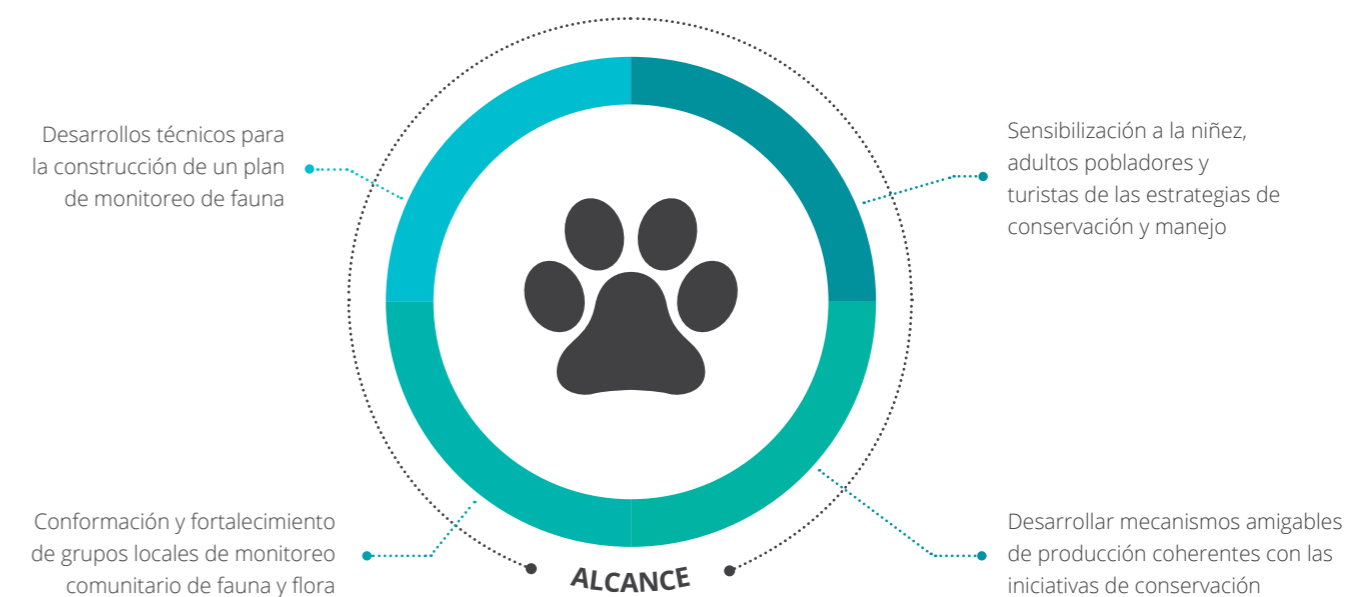 Desarrollos técnicos para
la construcción de un plan
de monitoreo de fauna
Sensibilización a la niñez,
adultos pobladores y
turistas de las estrategias de
conservación y manejo
Conformación y fortalecimiento
de grupos locales de monitoreo
comunitario de fauna y flora
Desarrollar mecanismos amigables
de producción coherentes con las
iniciativas de conservación
ALCANCE